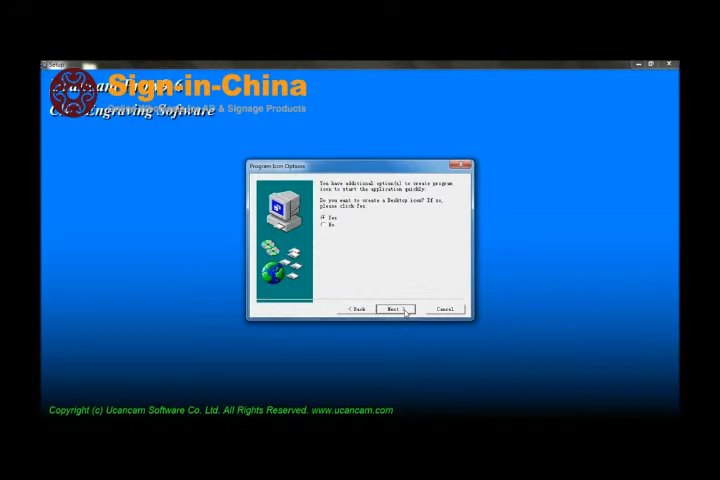 Setup
Sign-in-China
Engraving Software
Program Icon Options
You have additional option(s) to create program
icon to start the application quickly.
Do you want to create a Desktop icon? If so,
please click Yes.
Yes
No
< Back
Next >
Cancel
Copyright (c) Ucancam Software Co. Ltd. All Rights Reserved. www.ucancam.com